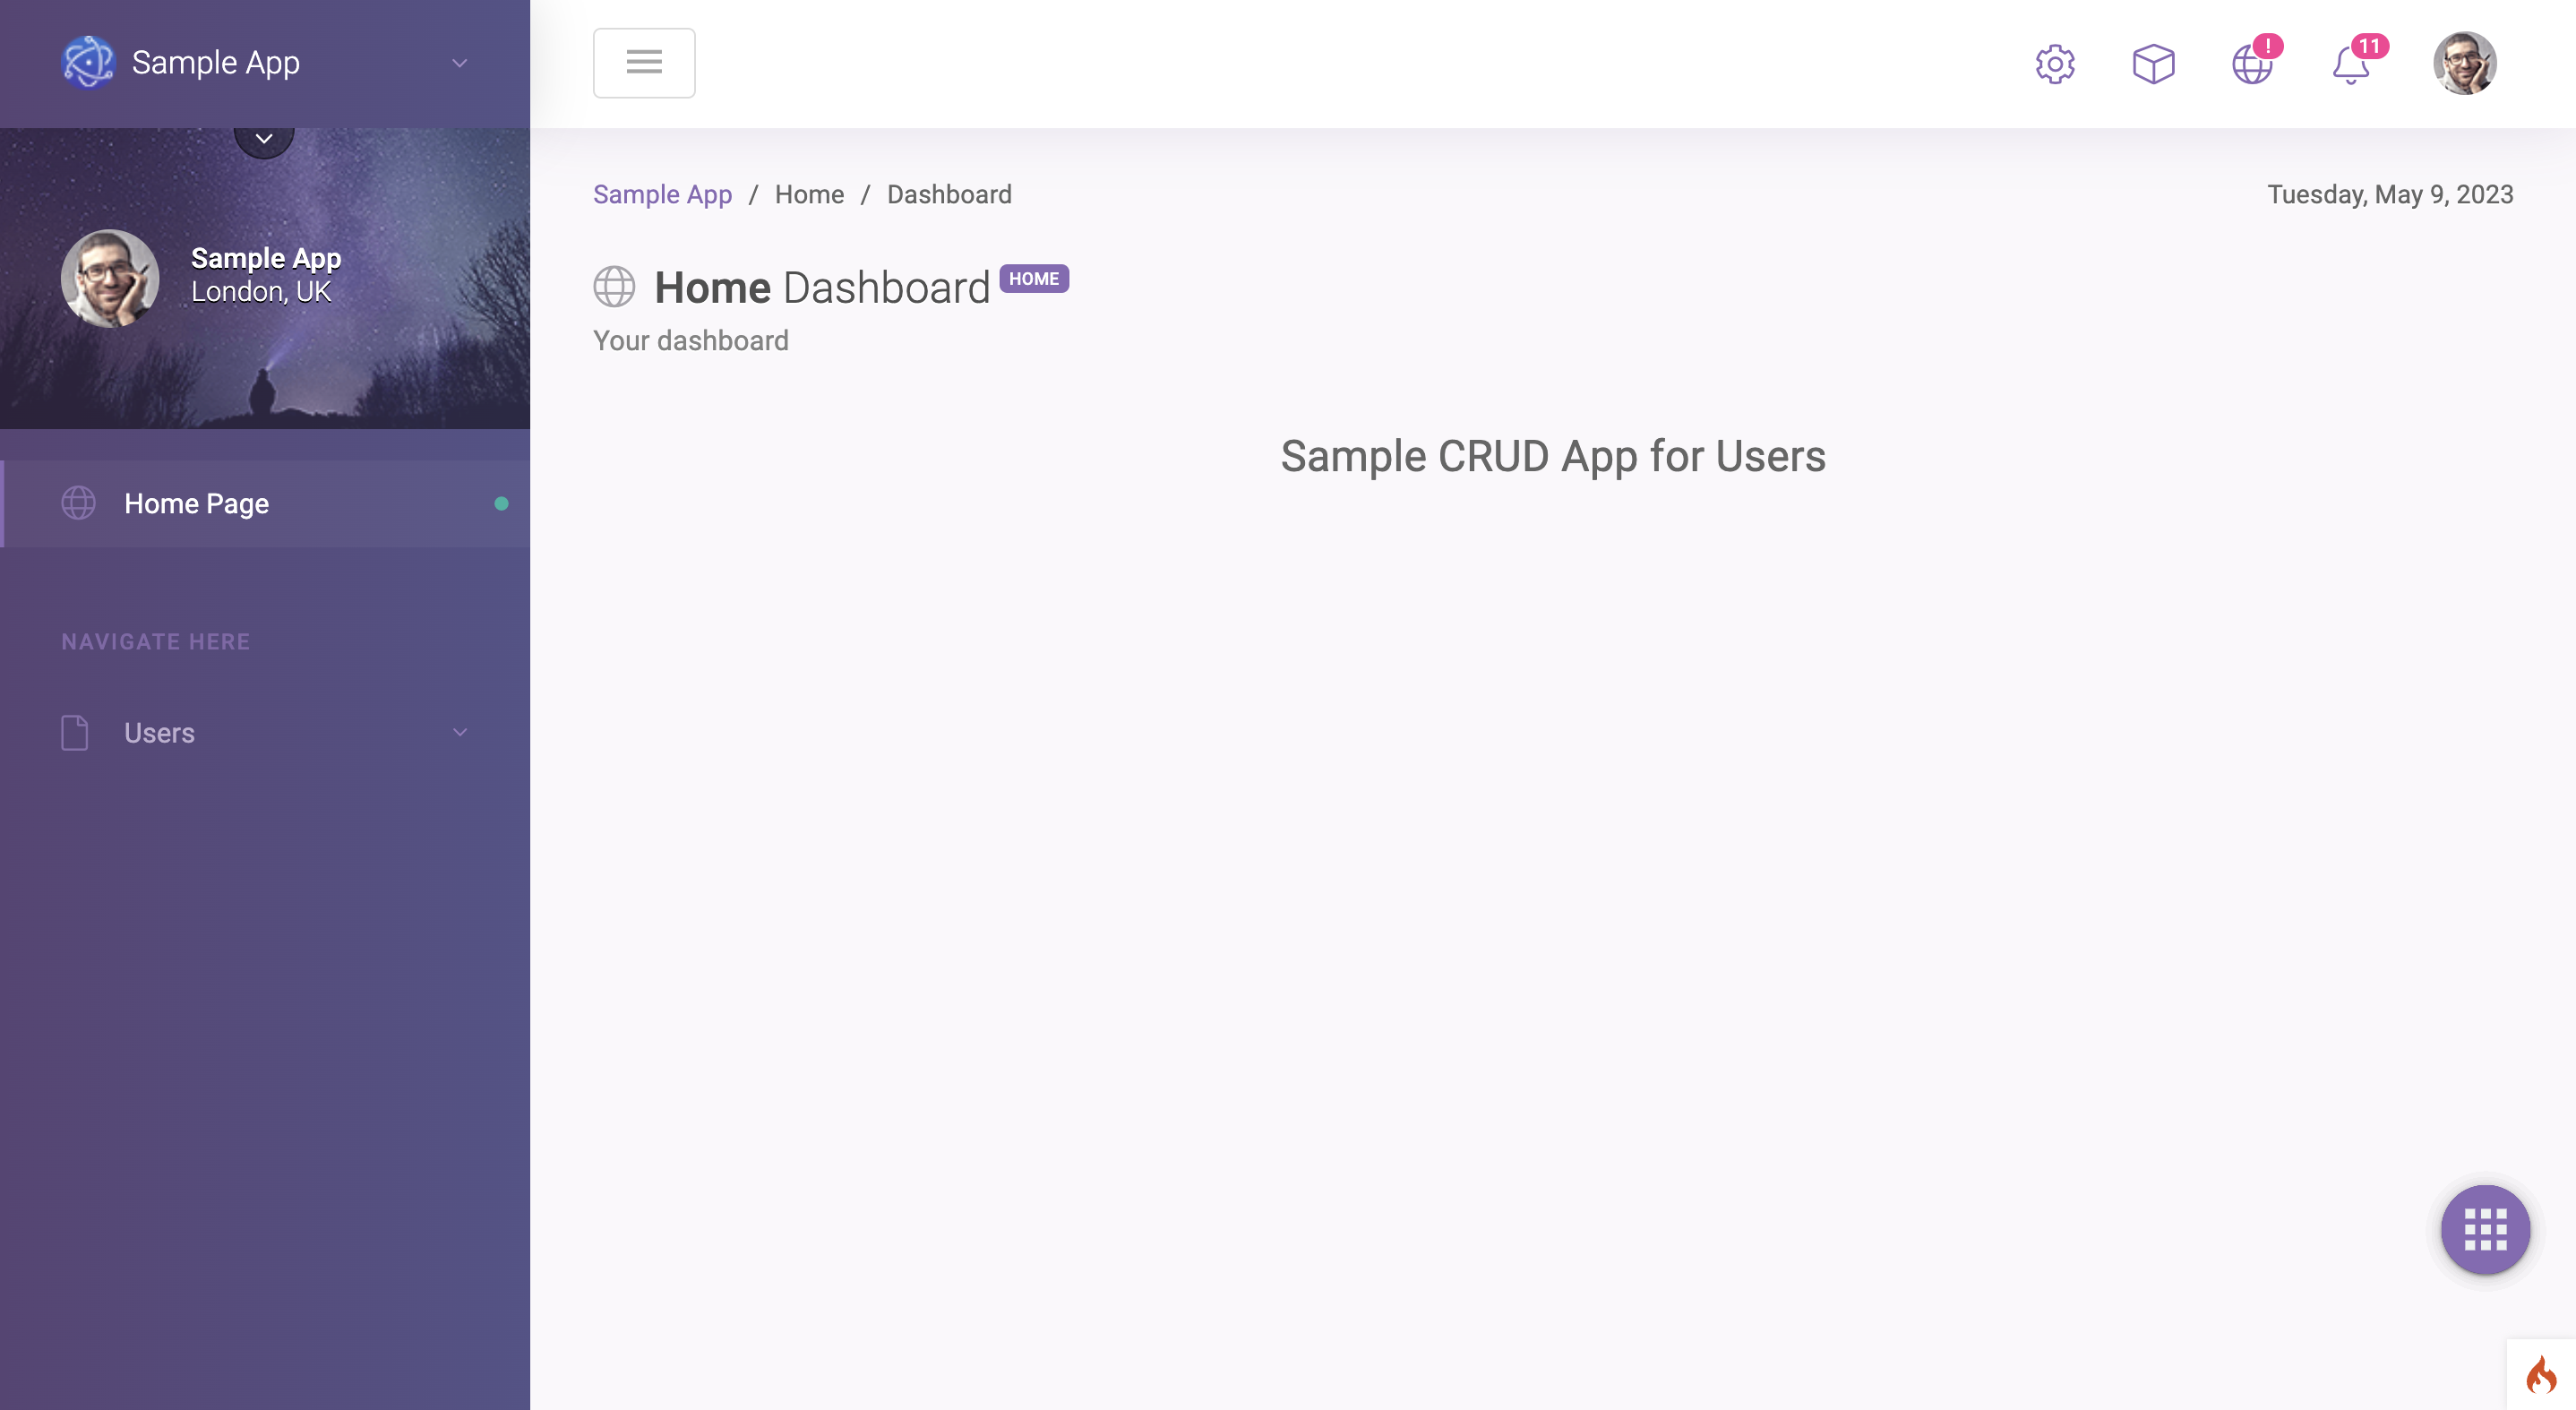 Sample App
! 11
Sample App
London, UK
Home Page
NAVIGATE HERE
Users
Sample App / Home / Dashboard
Tuesday, May 9, 2023
Home Dashboard HOME
Your dashboard
Sample CRUD App for Users